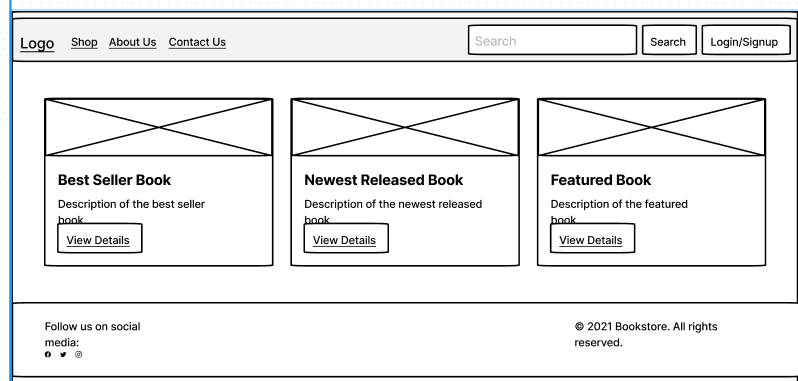 Logo Shop About Us Contact Us Search Search Login/Signup
Best Seller Book
Description of the best seller
book.
View Details
Newest Released Book
Description of the newest released
book.
View Details
Featured Book
Description of the featured
book.
View Details
Follow us on social
media:
© 2021 Bookstore. All rights
reserved.